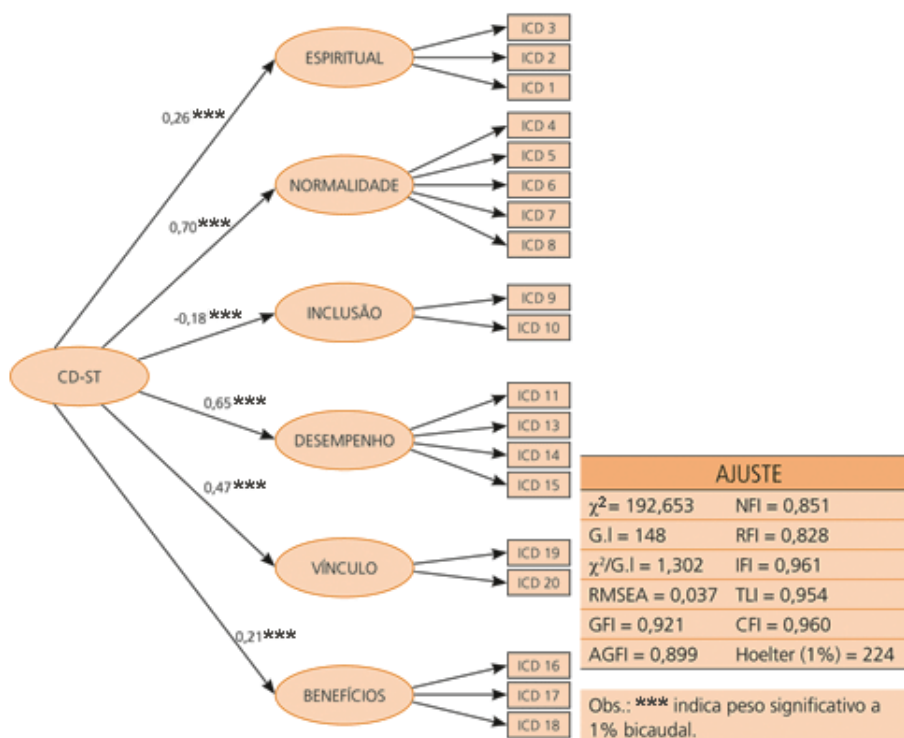 ICD 3
ESPIRITUAL
ICD 2
ICD 1
0,26 ***
ICD 4
ICD 5
NORMALIDADE
ICD 6
ICD 7
0,70 ***
ICD 8
ICD 9
INCLUSÃO
ICD 10
-0,18 ***
CD-ST
ICD 11
0,65 ***
ICD 13
DESEMPENHO
ICD 14
ICD 15
0,47 ***
ICD 19
VÍNCULO
ICD 20
0,21 ***
ICD 16
BENEFÍCIOS
ICD 17
ICD 18
AJUSTE
χ² = 192,653 NFI = 0,851
G.l = 148 RFI = 0,828
χ²/G.l = 1,302 IFI = 0,961
RMSEA = 0,037 TLI = 0,954
GFI = 0,921 CFI = 0,960
AGFI = 0,899 Hoelter (1%) = 224
Obs.: *** indica peso significativo a
1% bicaudal.